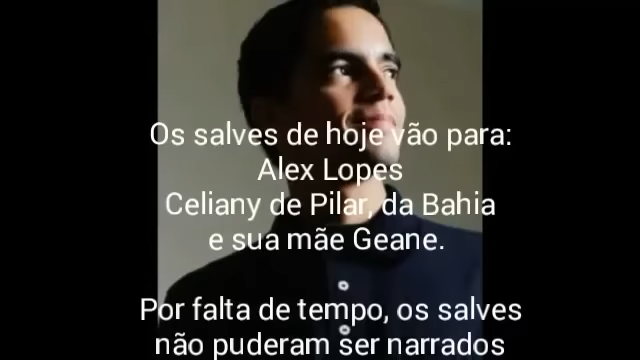 Os salves de hoje vão para:
Alex Lopes
Celiany de Pilar, da Bahia
e sua mãe Geane.
Por falta de tempo, os salves
não puderam ser narrados